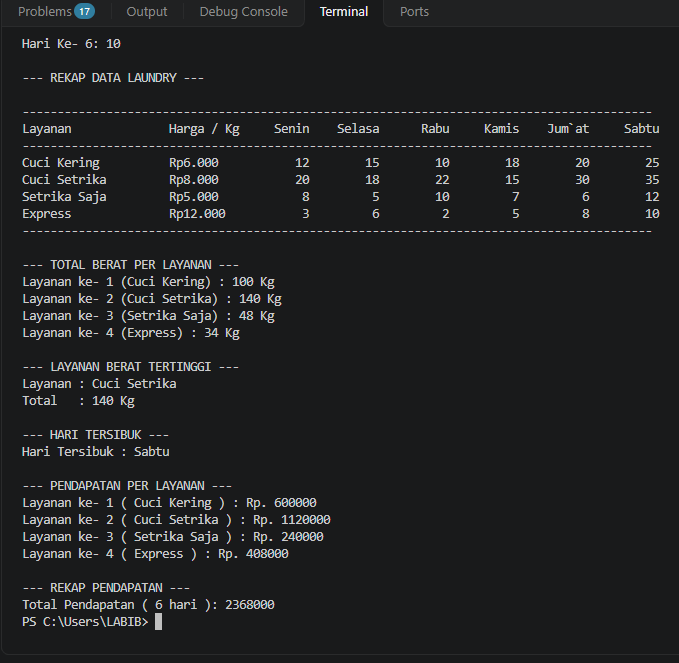 Problems 17 Output Debug Console Terminal Ports
Hari Ke- 6: 10
--- REKAP DATA LAUNDRY ---
------------------------------------------------------------------------------------------
Layanan Harga / Kg Senin Selasa Rabu Kamis Jum`at Sabtu
------------------------------------------------------------------------------------------
Cuci Kering Rp6.000 12 15 10 18 20 25
Cuci Setrika Rp8.000 20 18 22 15 30 35
Setrika Saja Rp5.000 8 5 10 7 6 12
Express Rp12.000 3 6 2 5 8 10
------------------------------------------------------------------------------------------
--- TOTAL BERAT PER LAYANAN ---
Layanan ke- 1 (Cuci Kering) : 100 Kg
Layanan ke- 2 (Cuci Setrika) : 140 Kg
Layanan ke- 3 (Setrika Saja) : 48 Kg
Layanan ke- 4 (Express) : 34 Kg
--- LAYANAN BERAT TERTINGGI ---
Layanan : Cuci Setrika
Total : 140 Kg
--- HARI TERSIBUK ---
Hari Tersibuk : Sabtu
--- PENDAPATAN PER LAYANAN ---
Layanan ke- 1 ( Cuci Kering ) : Rp. 600000
Layanan ke- 2 ( Cuci Setrika ) : Rp. 1120000
Layanan ke- 3 ( Setrika Saja ) : Rp. 240000
Layanan ke- 4 ( Express ) : Rp. 408000
--- REKAP PENDAPATAN ---
Total Pendapatan ( 6 hari ): 2368000
PS C:\Users\LABIB>